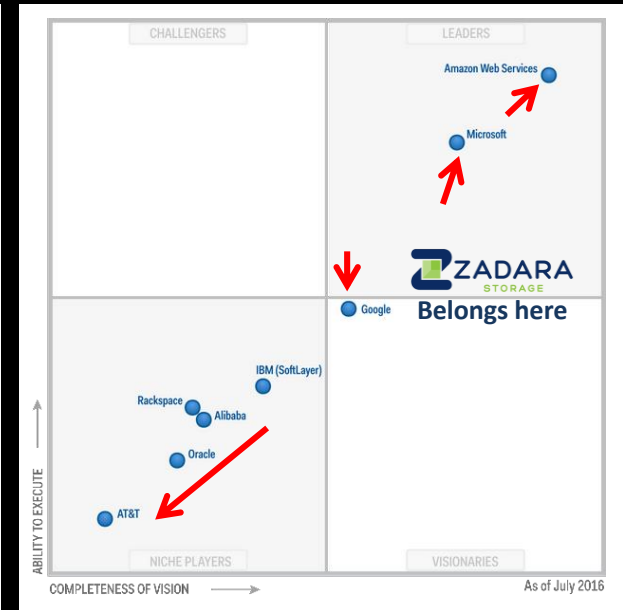 CHALLENGERS
LEADERS
Amazon Web Services
Microsoft
ZADARA
STORAGE
Belongs here
Google
IBM (SoftLayer)
Rackspace
Alibaba
Oracle
AT&T
ABILITY TO EXECUTE
NICHE PLAYERS
VISIONARIES
COMPLETENESS OF VISION
As of July 2016